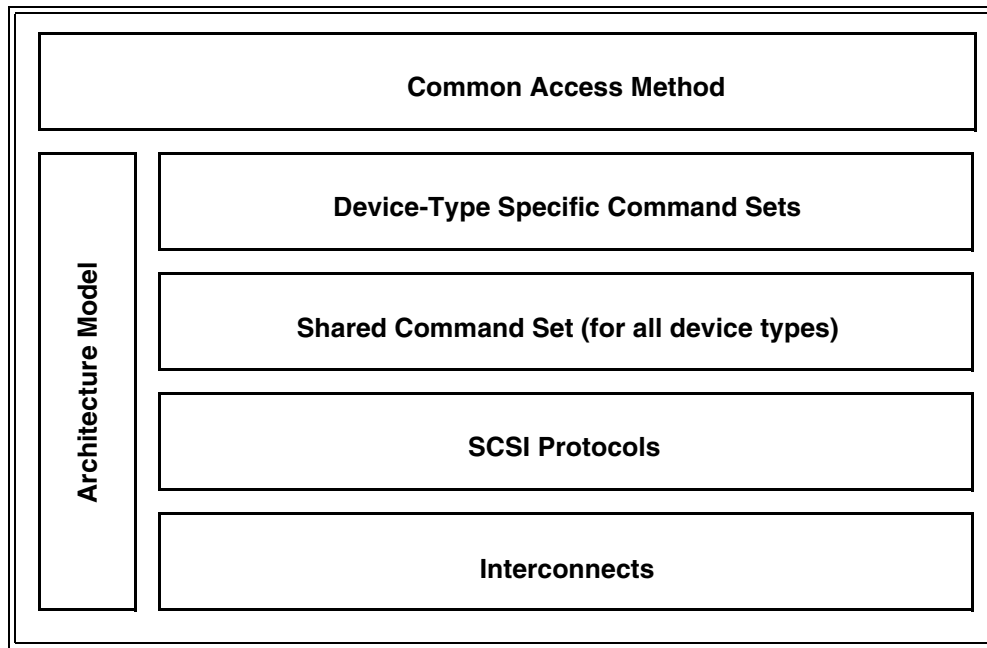 Common Access Method
Architecture Model
Device-Type Specific Command Sets
Shared Command Set (for all device types)
SCSI Protocols
Interconnects